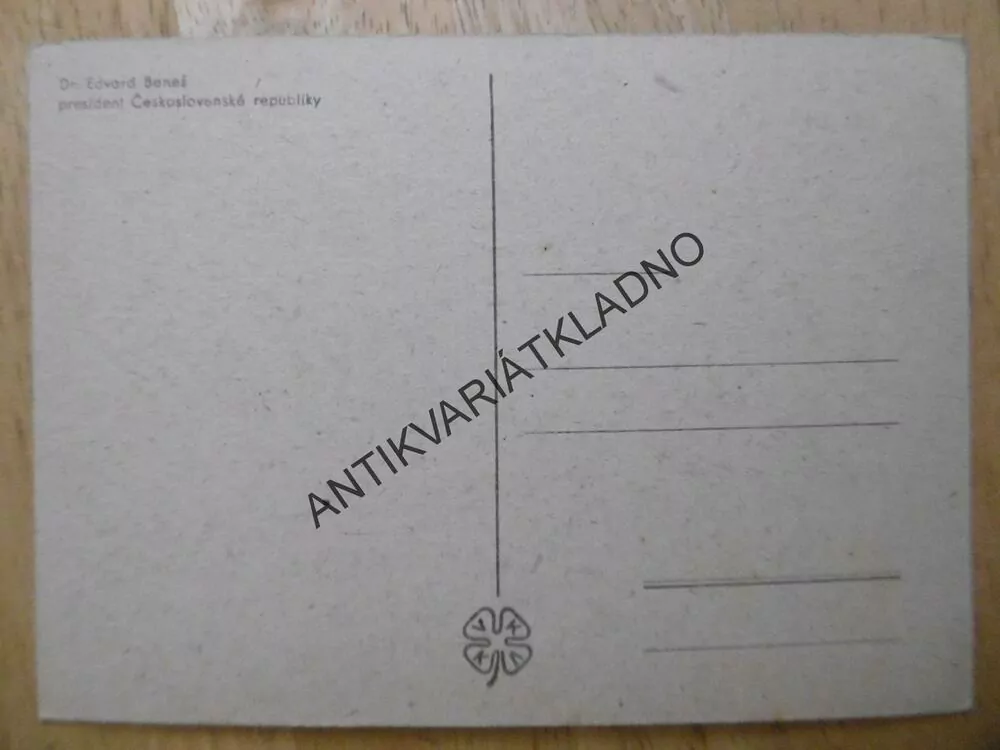 Dr. Edvard Beneš
president Československé republiky
ANTIKVARIÁTKLADNO
V K
K V